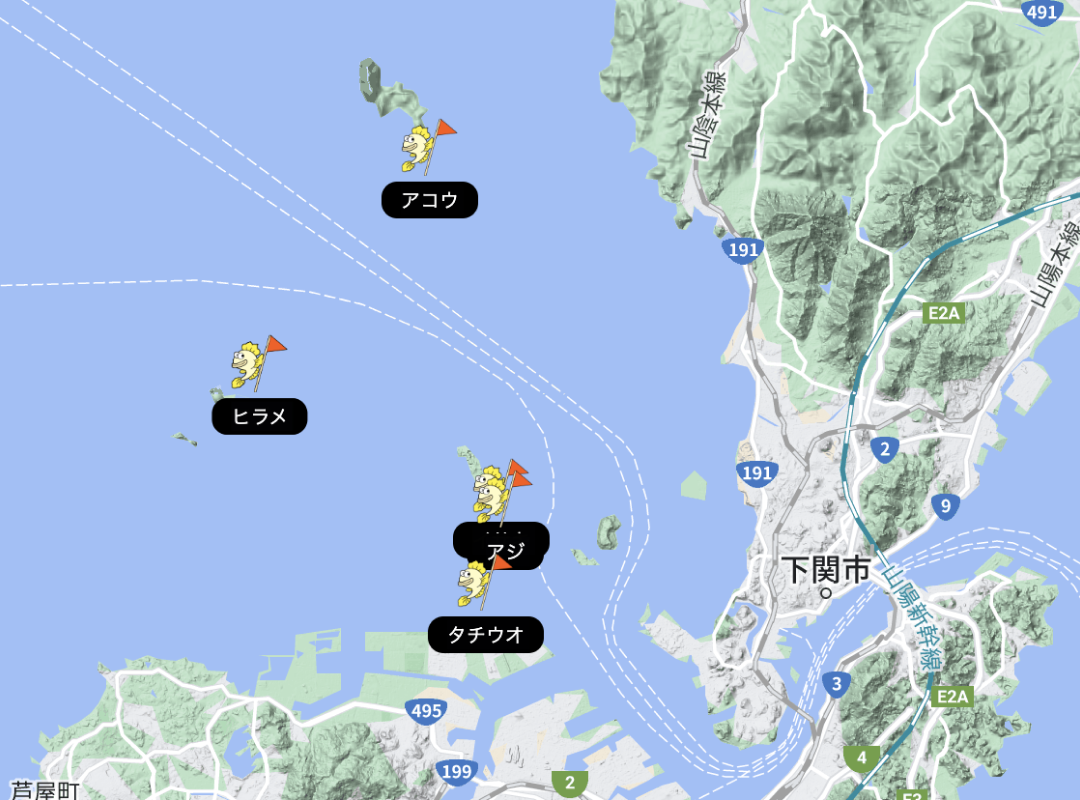 491
山陰本線
アコウ
191
山陽本線
E2A
ヒラメ
2
191
9
アジ
下関市
山陽新幹線
タチウオ
3
E2A
495
4
199
2
芦屋町
E3